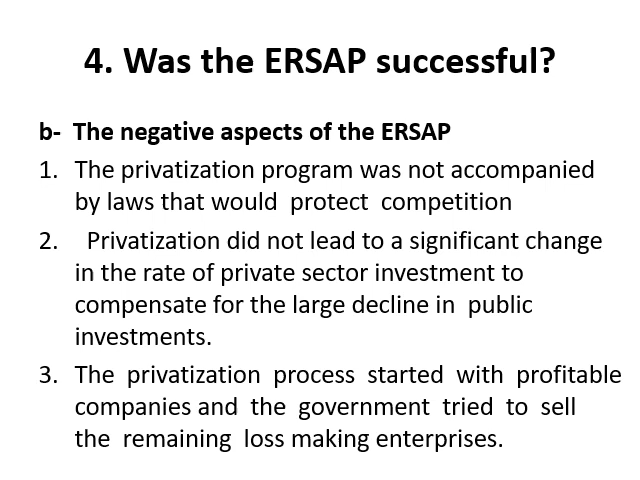 4. Was the ERSAP successful?
b- The negative aspects of the ERSAP
1. The privatization program was not accompanied
by laws that would protect competition
2. Privatization did not lead to a significant change
in the rate of private sector investment to
compensate for the large decline in public
investments.
3. The privatization process started with profitable
companies and the government tried to sell
the remaining loss making enterprises.